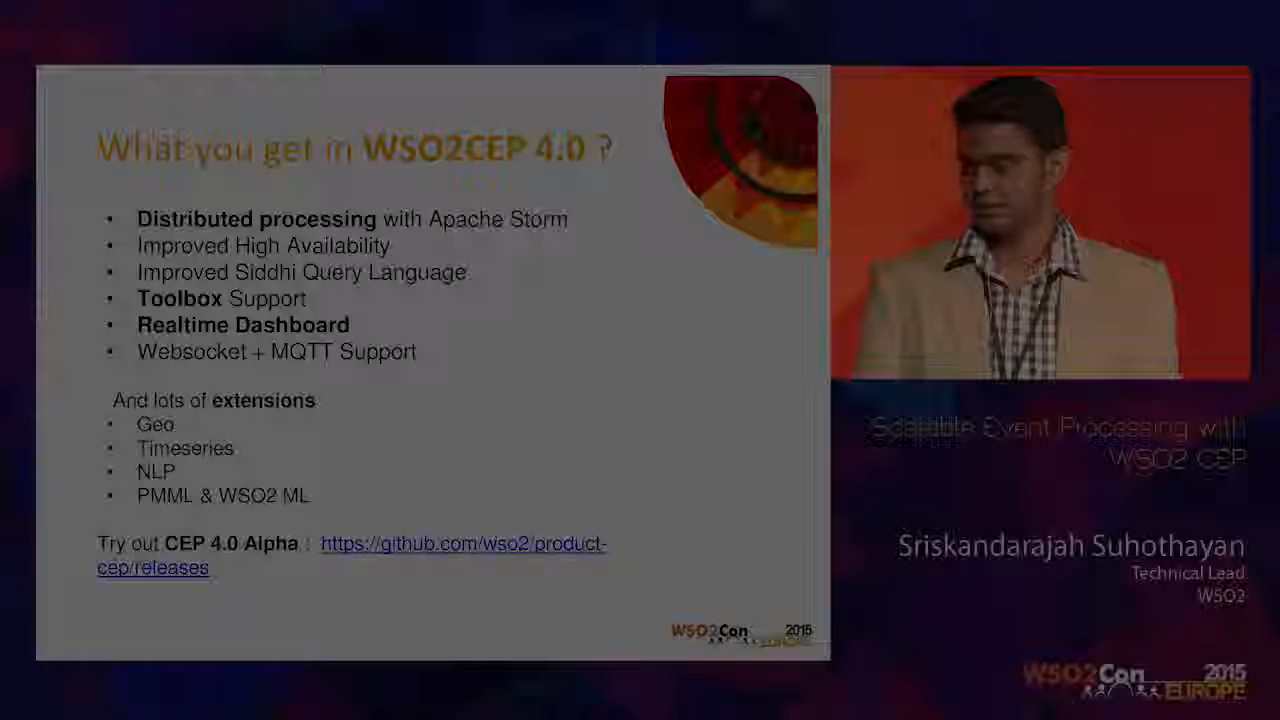 What you get in WSO2CEP 4.0 ?
• Distributed processing with Apache Storm
• Improved High Availability
• Improved Siddhi Query Language
• Toolbox Support
• Realtime Dashboard
• Websocket + MQTT Support
And lots of extensions
• Geo
• Timeseries
• NLP
• PMML & WSO2 ML
Try out CEP 4.0 Alpha : https://github.com/wso2/product-
cep/releases
WSO2Con 2015
EUROPE
Scalable Event Processing with
WSO2 CEP
Sriskandarajah Suhothayan
Technical Lead
WSO2
WSO2Con 2015
EUROPE